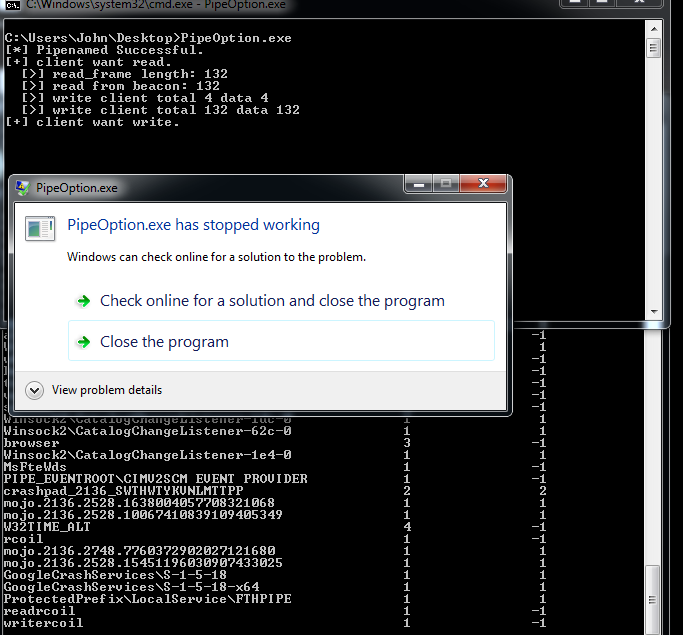 C:\Windows\system32\cmd.exe - PipeOption.exe
C:\Users\John\Desktop>PipeOption.exe
[*] Pipenamed Successful.
[+] client want read.
[>] read_frame length: 132
[>] read from beacon: 132
[>] write client total 4 data 4
[>] write client total 132 data 132
[+] client want write.
PipeOption.exe
PipeOption.exe has stopped working
Windows can check online for a solution to the problem.
Check online for a solution and close the program
Close the program
View problem details
1 -1
1 1
1 -1
1 -1
1 -1
1 1
1 -1
Winsock2\CatalogChangeListener-1dc-0 1 1
Winsock2\CatalogChangeListener-62c-0 1 1
browser 3 -1
Winsock2\CatalogChangeListener-1e4-0 1 1
MsFteWds 1 -1
PIPE_EVENTROOT\CIMV2SCM EVENT PROVIDER 1 -1
crashpad_2136_SWTHWTYKVNLMTTPP 2 2
mojo.2136.2528.1638004057708321068 1 1
mojo.2136.2528.10067410839109405349 1 1
W32TIME_ALT 4 -1
rcoil 1 -1
mojo.2136.2748.7760372902027121680 1 1
mojo.2136.2528.15451196030907433025 1 1
GoogleCrashServices\S-1-5-18 1 1
GoogleCrashServices\S-1-5-18-x64 1 1
ProtectedPrefix\LocalService\FTHPIPE 1 1
readrcoil 1 -1
writercoil 1 -1